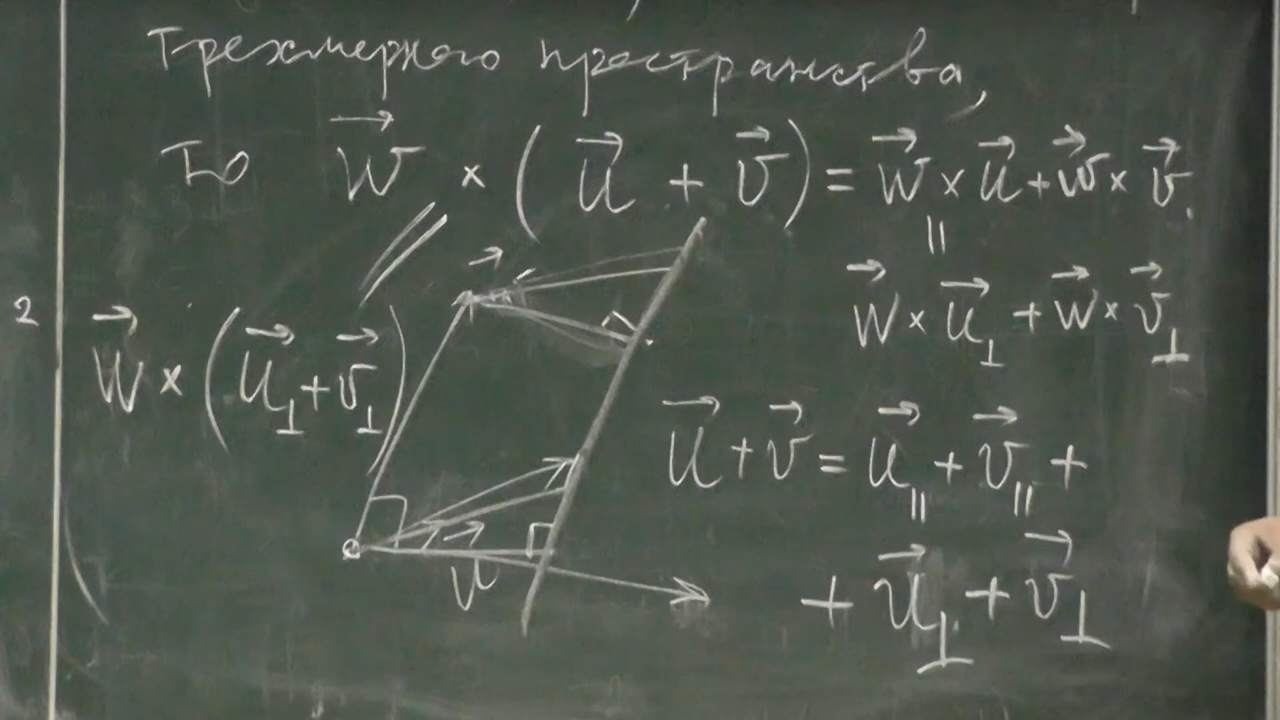 трехмерного пространства,
то w⃗ × ( u⃗ + v⃗ ) = w⃗ × u⃗ + w⃗ × v⃗.
||
w⃗ × u⃗⊥ + w⃗ × v⃗⊥
2
w⃗ × ( u⃗⊥ + v⃗⊥ )
u⃗ + v⃗ = u⃗|| + v⃗|| +
+ u⃗⊥ + v⃗⊥